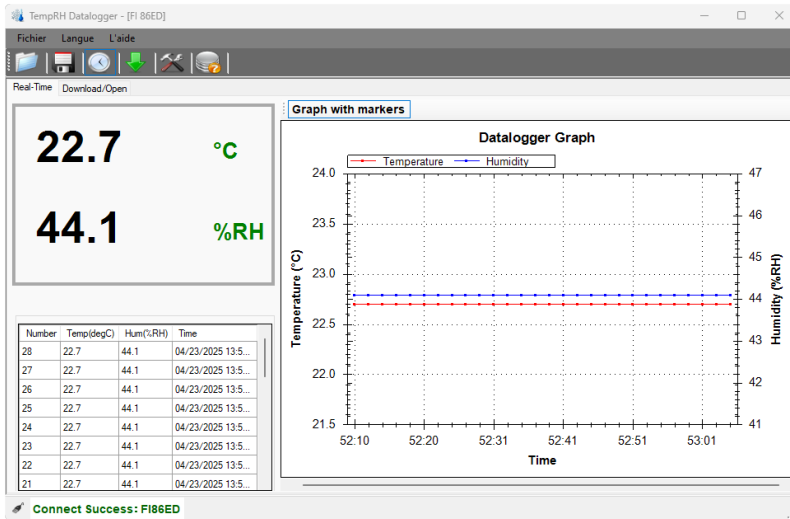 TempRH Datalogger - [FI 86ED]
Fichier Langue L'aide
Real-Time Download/Open
22.7 °C
44.1 %RH
Number Temp(degC) Hum(%RH) Time
28 22.7 44.1 04/23/2025 13:5...
27 22.7 44.1 04/23/2025 13:5...
26 22.7 44.1 04/23/2025 13:5...
25 22.7 44.1 04/23/2025 13:5...
24 22.7 44.1 04/23/2025 13:5...
23 22.7 44.1 04/23/2025 13:5...
22 22.7 44.1 04/23/2025 13:5...
21 22.7 44.1 04/23/2025 13:5...
Graph with markers
Datalogger Graph
Temperature Humidity
Temperature (°C)
24.0
23.5
23.0
22.5
22.0
21.5
47
46
45
44
43
42
41
Humidity (%RH)
52:10 52:20 52:31 52:41 52:51 53:01
Time
Connect Success: FI86ED